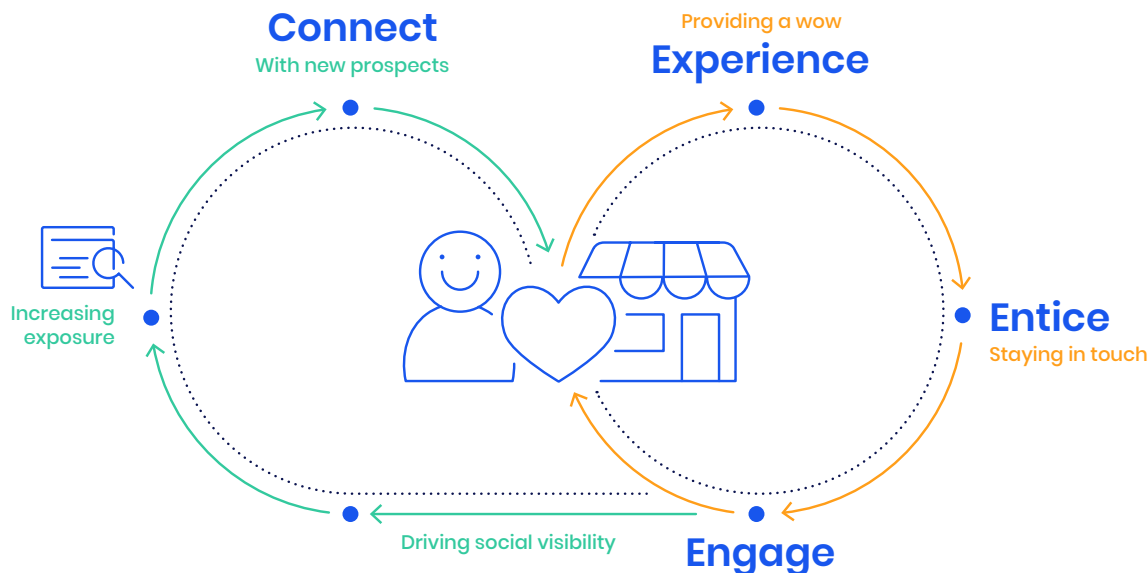 Connect
With new prospects
Providing a wow
Experience
Increasing
exposure
Entice
Staying in touch
Driving social visibility
Engage